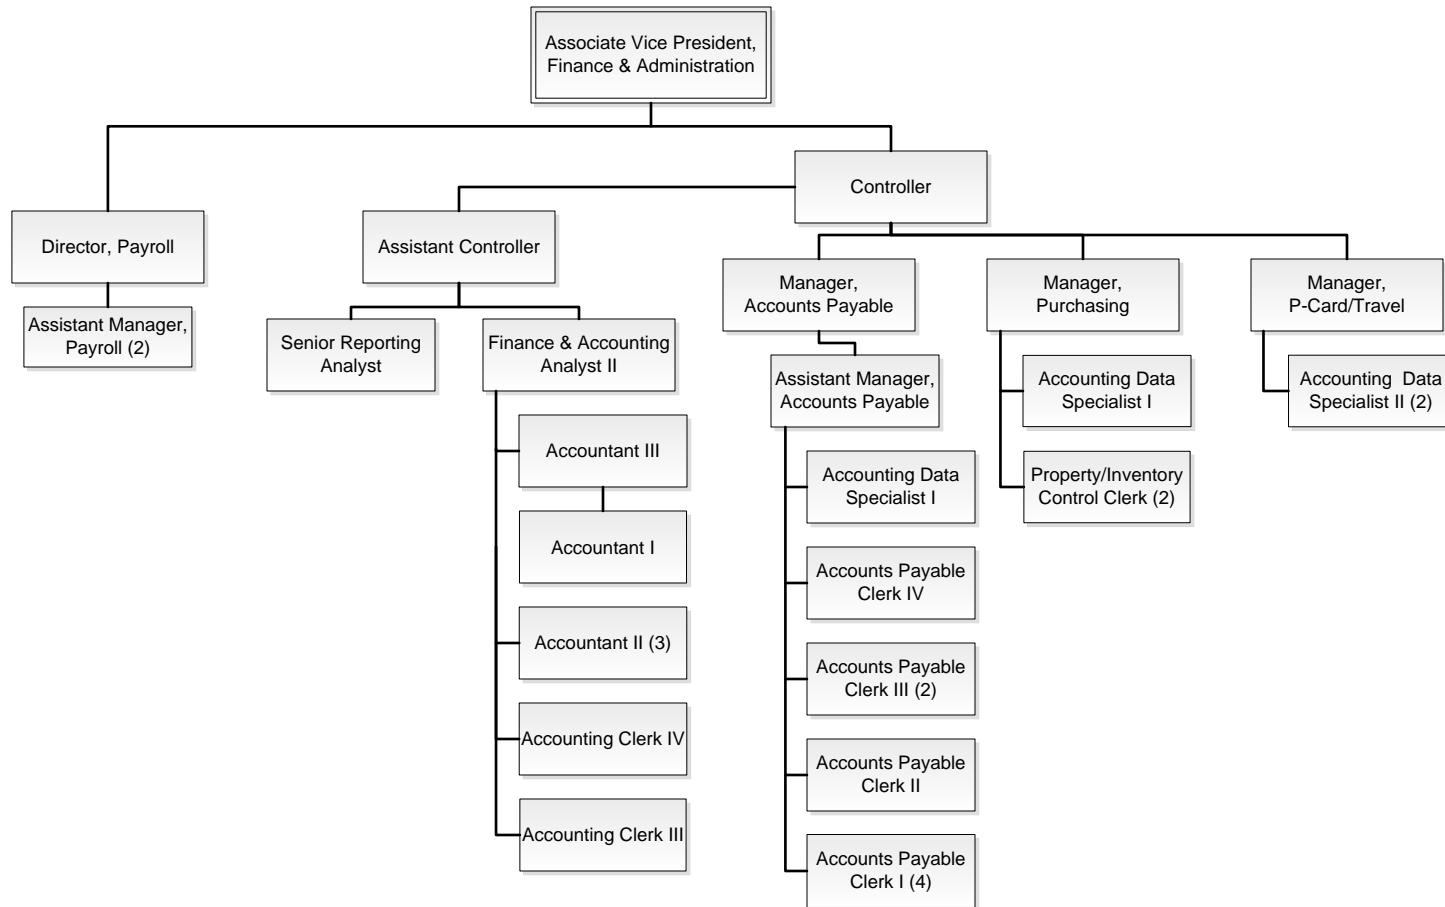 Associate Vice President,
Finance & Administration
Controller
Director, Payroll
Assistant Controller
Manager,
Accounts Payable
Manager,
Purchasing
Manager,
P-Card/Travel
Assistant Manager,
Payroll (2)
Senior Reporting
Analyst
Finance & Accounting
Analyst II
Assistant Manager,
Accounts Payable
Accounting Data
Specialist I
Accounting  Data
Specialist II (2)
Accountant III
Accounting Data
Specialist I
Property/Inventory
Control Clerk (2)
Accountant I
Accounts Payable
Clerk IV
Accountant II (3)
Accounts Payable
Clerk III (2)
Accounting Clerk IV
Accounts Payable
Clerk II
Accounting Clerk III
Accounts Payable
Clerk I (4)